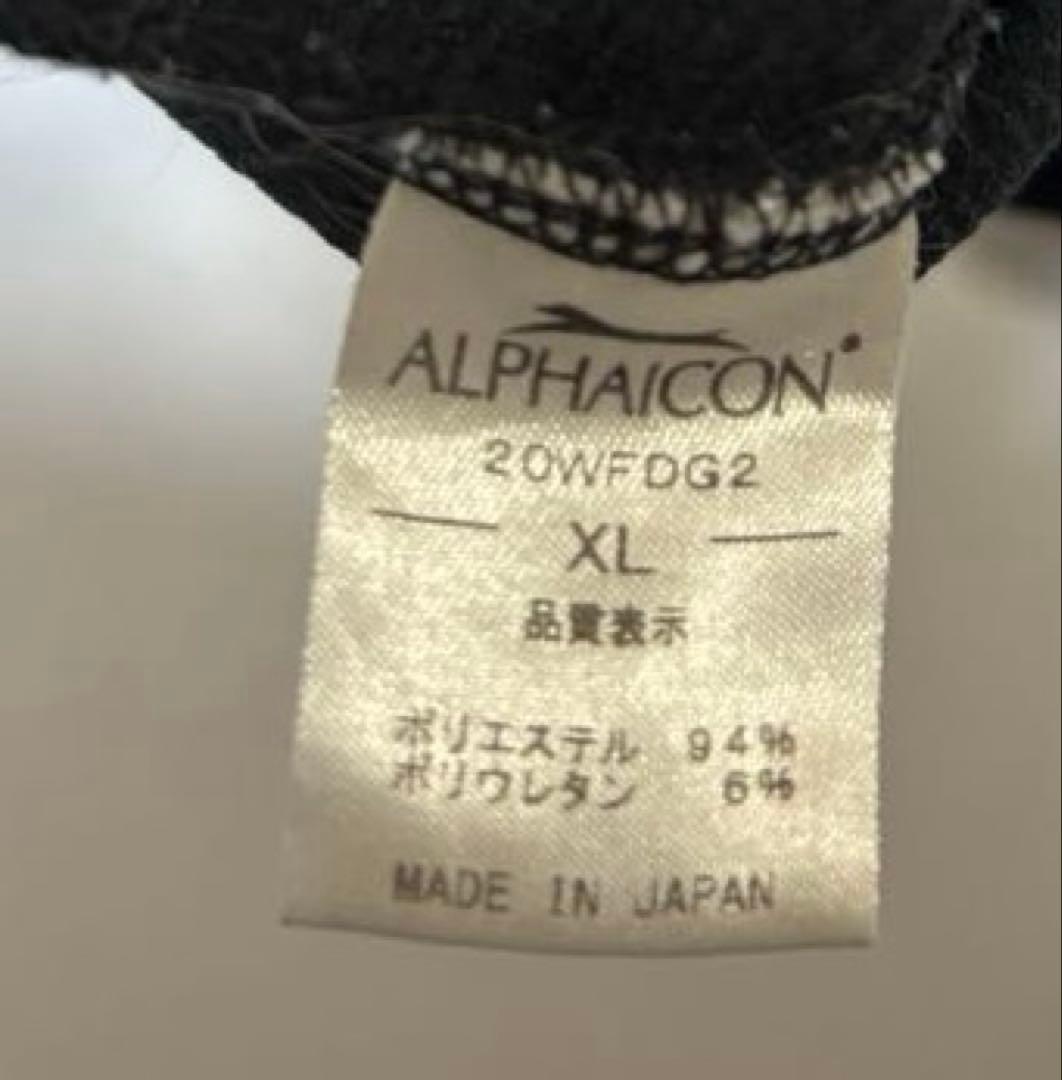 ALPHAICON
20WFDG2
XL
品質表示
ポリエステル 94%
ポリウレタン 6%
MADE IN JAPAN